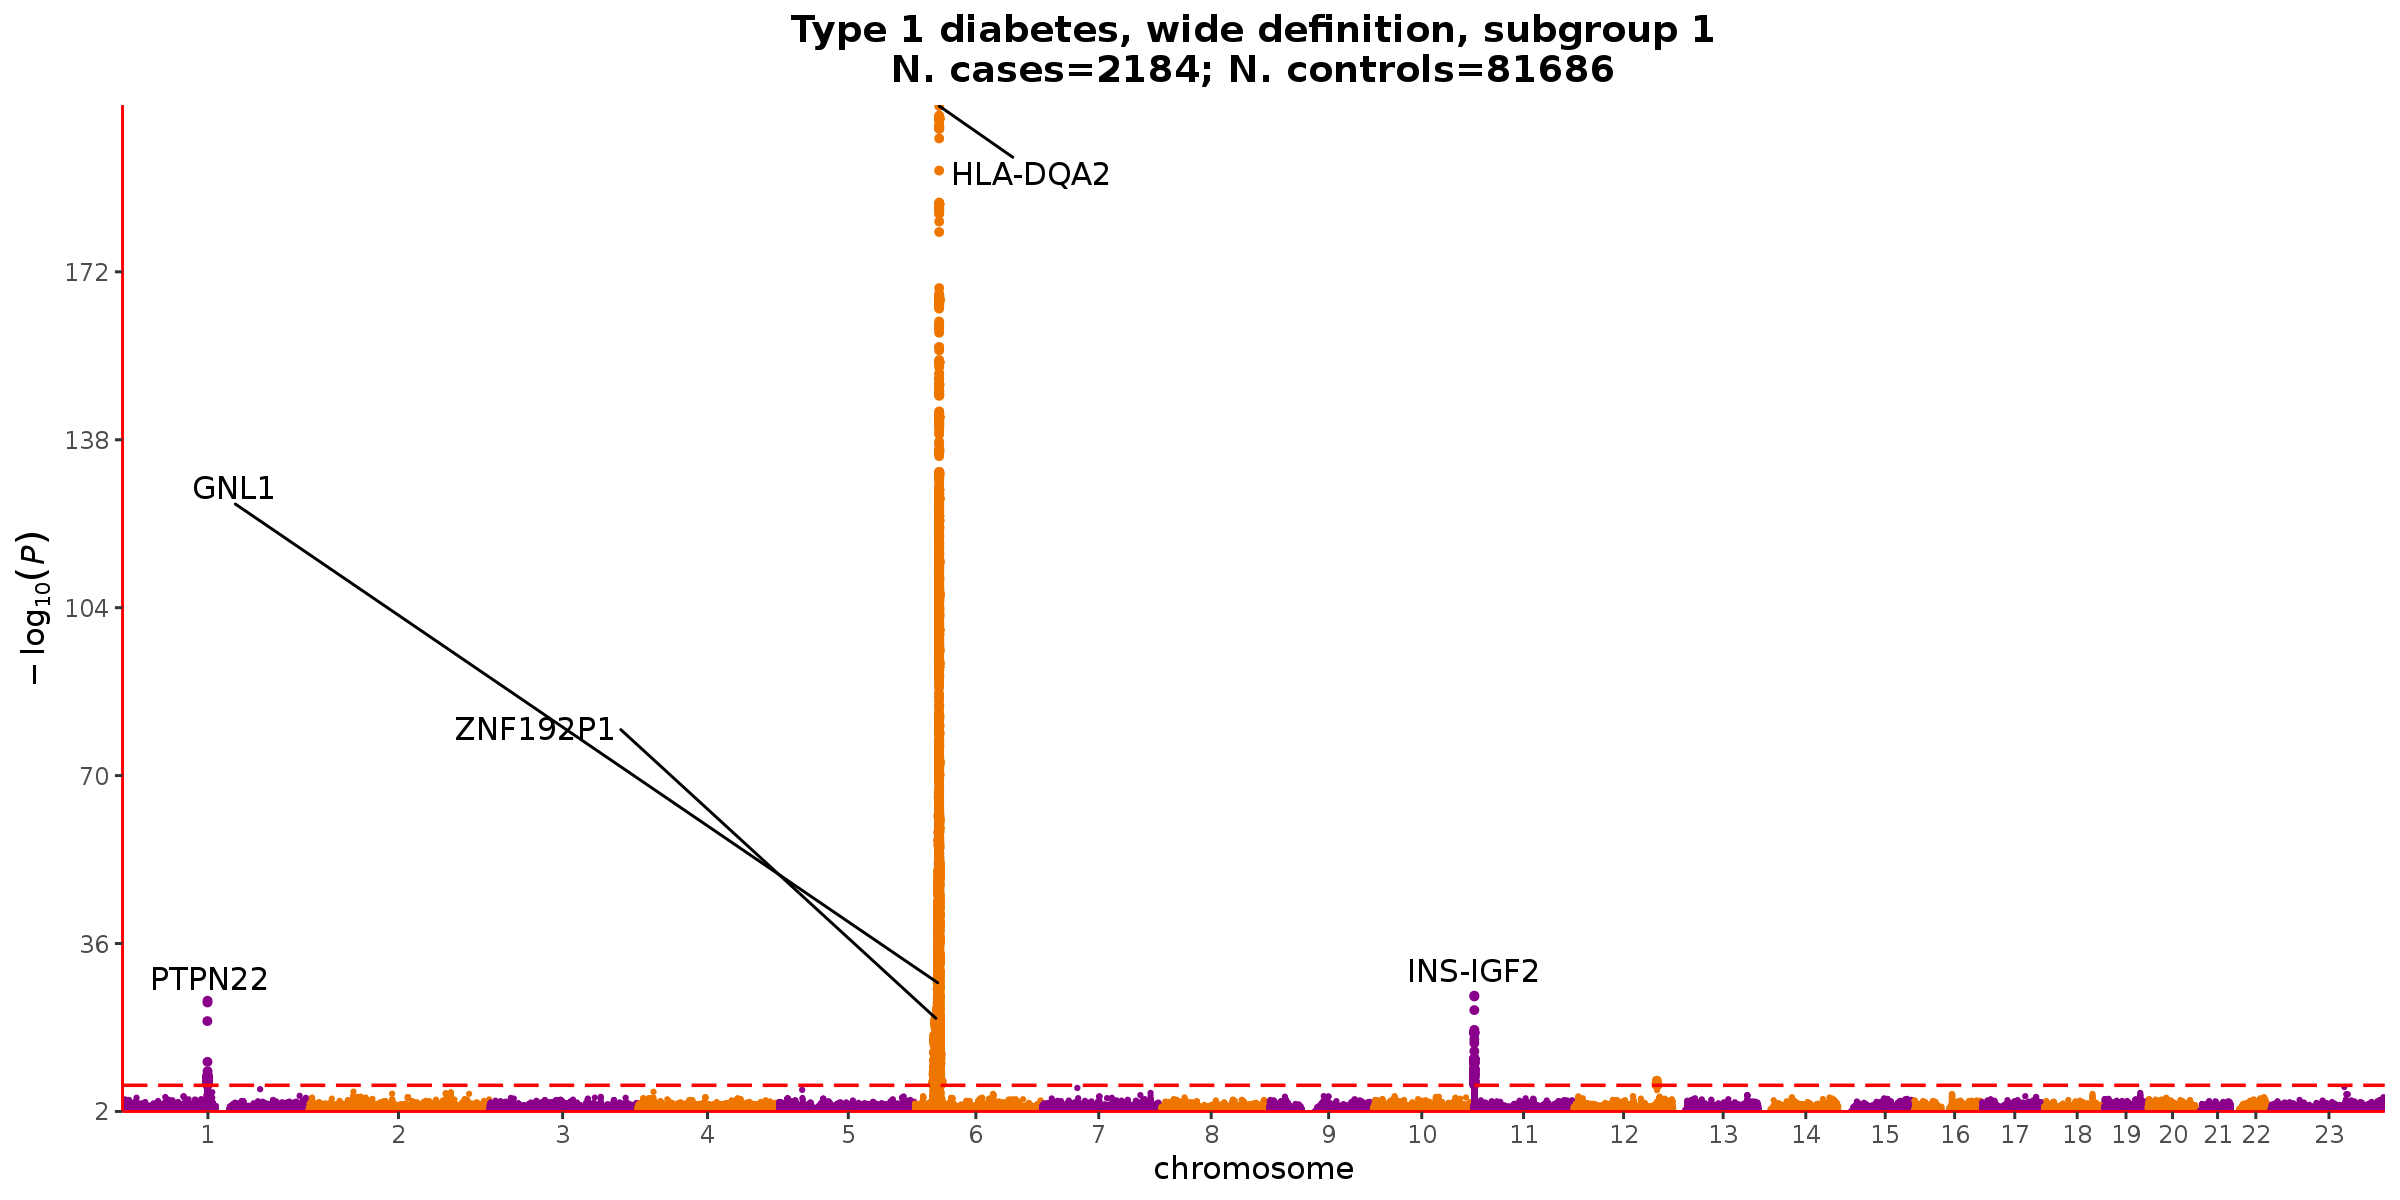 Type 1 diabetes, wide definition, subgroup 1
N. cases=2184; N. controls=81686
HLA-DQA2
172
138
GNL1
−log10(P)
104
ZNF192P1
70
36
PTPN22
INS-IGF2
2
1 2 3 4 5 6 7 8 9 10 11 12 13 14 15 16 17 18 19 20 21 22 23
chromosome